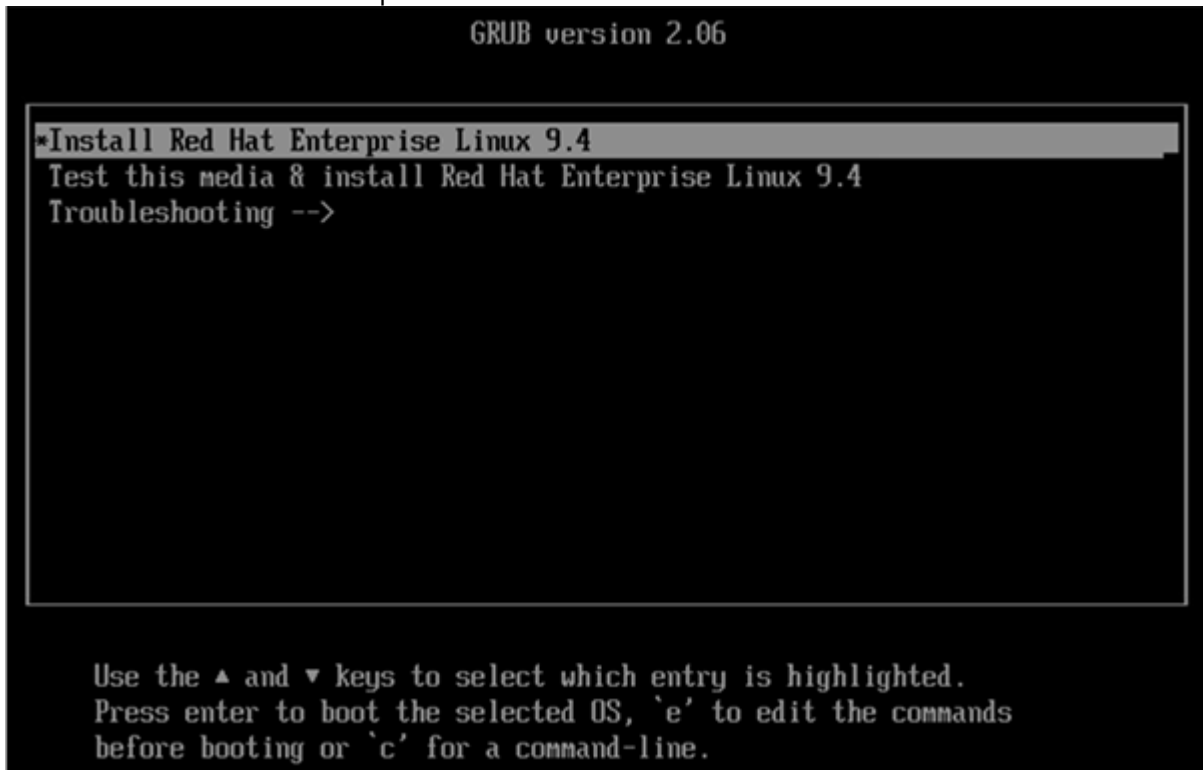 GRUB version 2.06
*Install Red Hat Enterprise Linux 9.4
Test this media & install Red Hat Enterprise Linux 9.4
Troubleshooting -->
Use the ▲ and ▼ keys to select which entry is highlighted.
Press enter to boot the selected OS, `e' to edit the commands
before booting or `c' for a command-line.